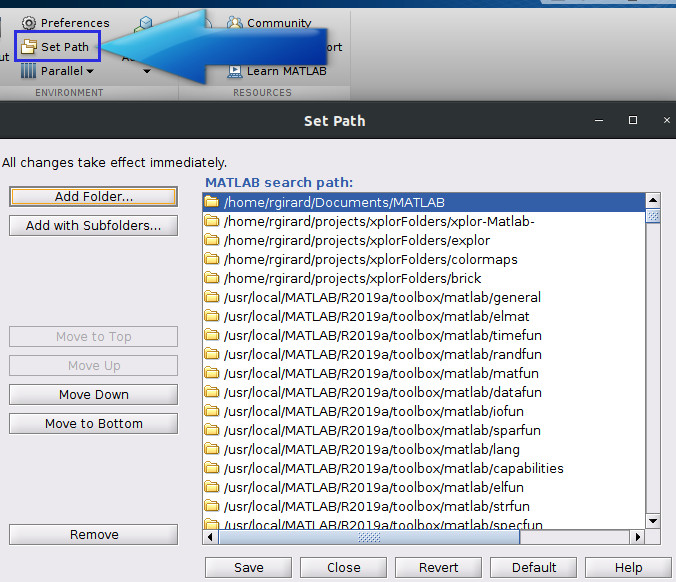 Preferences
Community
Set Path
ort
ut
Parallel
Learn MATLAB
ENVIRONMENT
RESOURCES
Set Path
All changes take effect immediately.
MATLAB search path:
Add Folder...
Add with Subfolders...
Move to Top
Move Up
Move Down
Move to Bottom
Remove
/home/rgirard/Documents/MATLAB
/home/rgirard/projects/xplorFolders/xplor-Matlab-
/home/rgirard/projects/xplorFolders/explor
/home/rgirard/projects/xplorFolders/colormaps
/home/rgirard/projects/xplorFolders/brick
/usr/local/MATLAB/R2019a/toolbox/matlab/general
/usr/local/MATLAB/R2019a/toolbox/matlab/elmat
/usr/local/MATLAB/R2019a/toolbox/matlab/timefun
/usr/local/MATLAB/R2019a/toolbox/matlab/randfun
/usr/local/MATLAB/R2019a/toolbox/matlab/matfun
/usr/local/MATLAB/R2019a/toolbox/matlab/datafun
/usr/local/MATLAB/R2019a/toolbox/matlab/iofun
/usr/local/MATLAB/R2019a/toolbox/matlab/sparfun
/usr/local/MATLAB/R2019a/toolbox/matlab/lang
/usr/local/MATLAB/R2019a/toolbox/matlab/capabilities
/usr/local/MATLAB/R2019a/toolbox/matlab/elfun
/usr/local/MATLAB/R2019a/toolbox/matlab/strfun
/usr/local/MATLAB/R2019a/toolbox/matlab/specfun
Save
Close
Revert
Default
Help